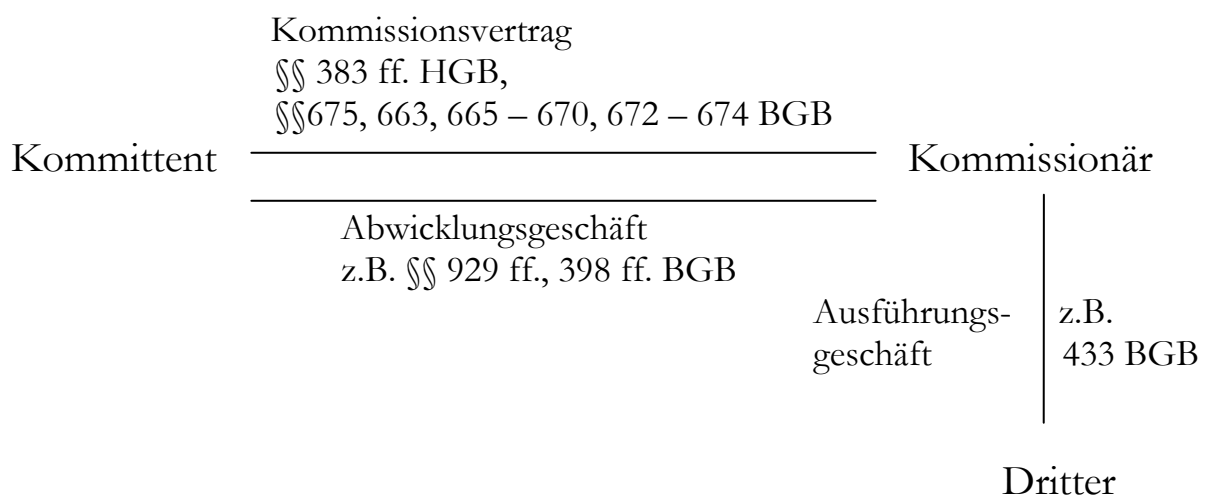 Kommissionsvertrag
§§ 383 ff. HGB,
§§675, 663, 665 – 670, 672 – 674 BGB
Kommittent
Kommissionär
Abwicklungsgeschäft
z.B. §§ 929 ff., 398 ff. BGB
Ausführungs-
geschäft
z.B.
433 BGB
Dritter